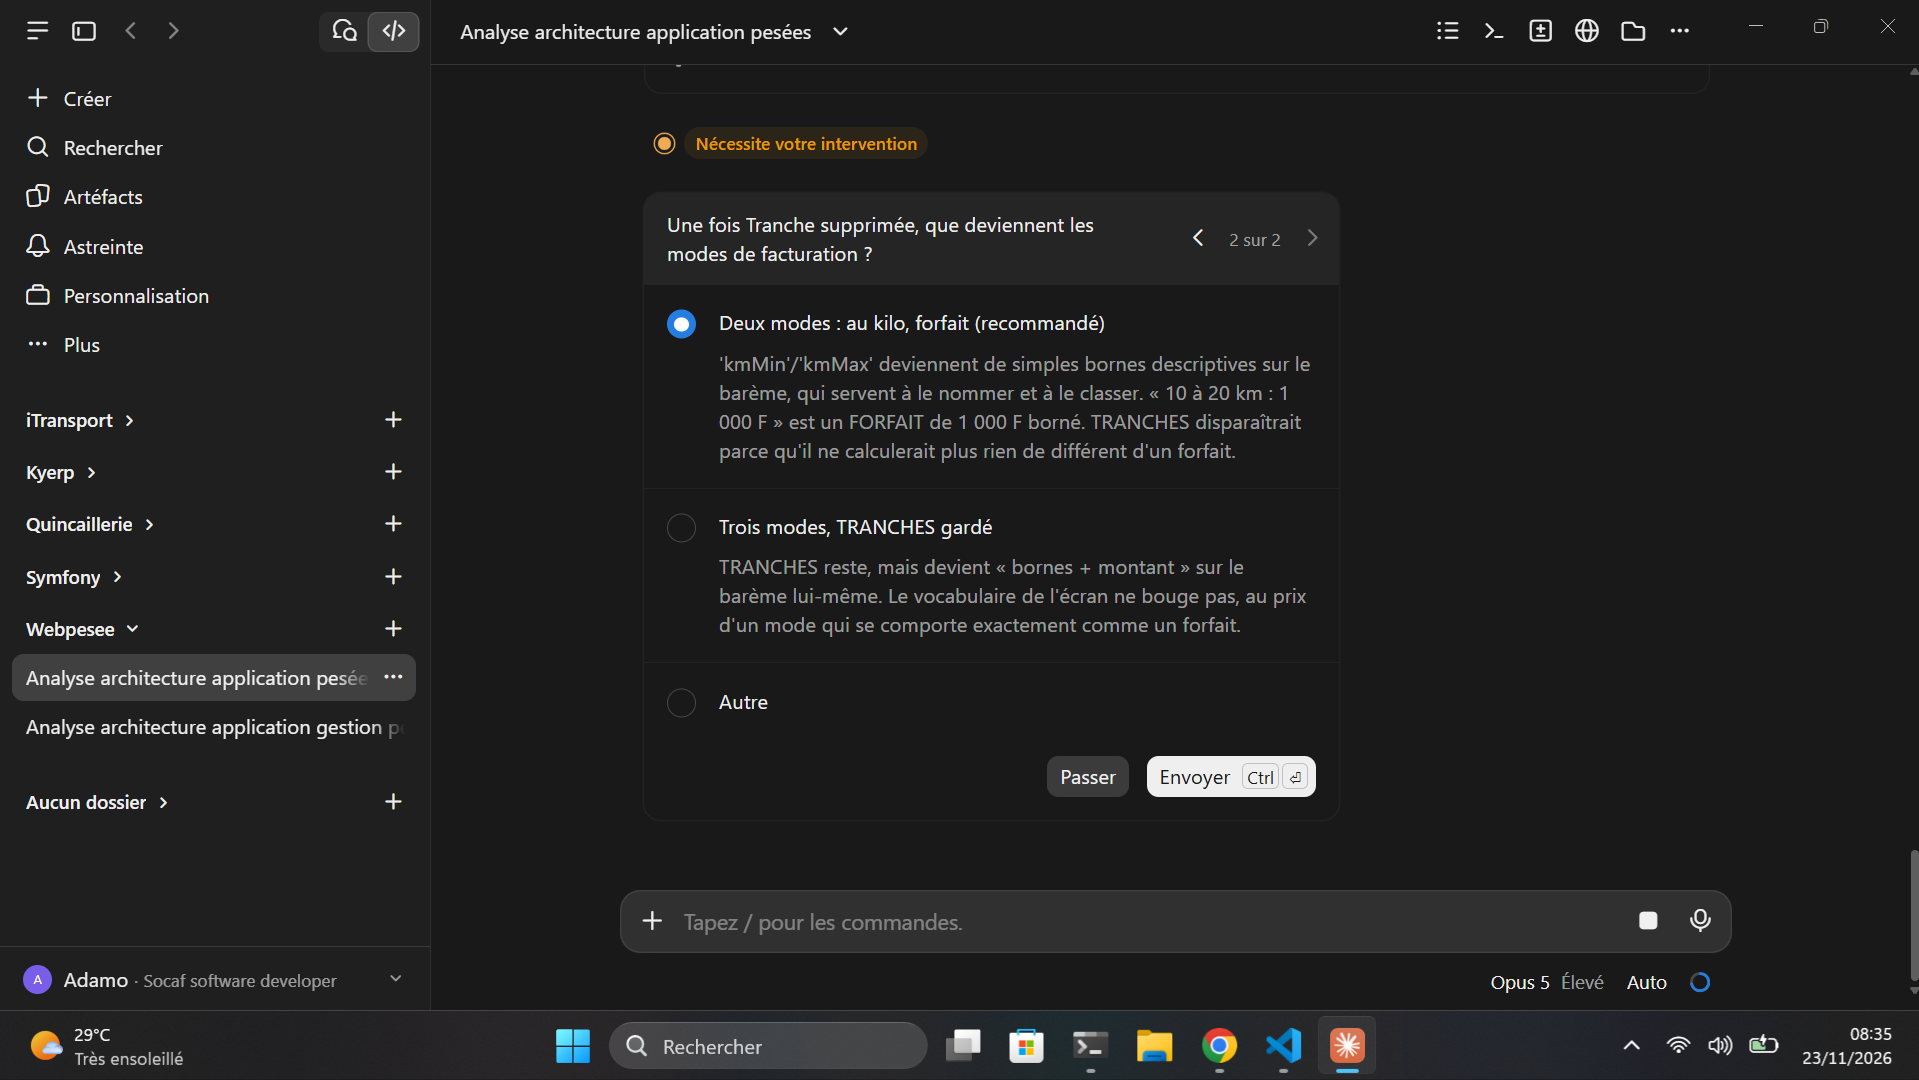 Analyse architecture application pesées
Créer
Rechercher
Artéfacts
Astreinte
Personnalisation
Plus
iTransport
Kyerp
Quincaillerie
Symfony
Webpesee
Analyse architecture application pesée
Analyse architecture application gestion p
Aucun dossier
A
Adamo · Socaf software developer
Nécessite votre intervention
Une fois Tranche supprimée, que deviennent les
modes de facturation ?
2 sur 2
Deux modes : au kilo, forfait (recommandé)
'kmMin'/'kmMax' deviennent de simples bornes descriptives sur le
barème, qui servent à le nommer et à le classer. « 10 à 20 km : 1
000 F » est un FORFAIT de 1 000 F borné. TRANCHES disparaîtrait
parce qu'il ne calculerait plus rien de différent d'un forfait.
Trois modes, TRANCHES gardé
TRANCHES reste, mais devient « bornes + montant » sur le
barème lui-même. Le vocabulaire de l'écran ne bouge pas, au prix
d'un mode qui se comporte exactement comme un forfait.
Autre
Passer
Envoyer Ctrl ⏎
Tapez / pour les commandes.
Opus 5 Élevé Auto
29°C
Très ensoleillé
Rechercher
08:35
23/11/2026